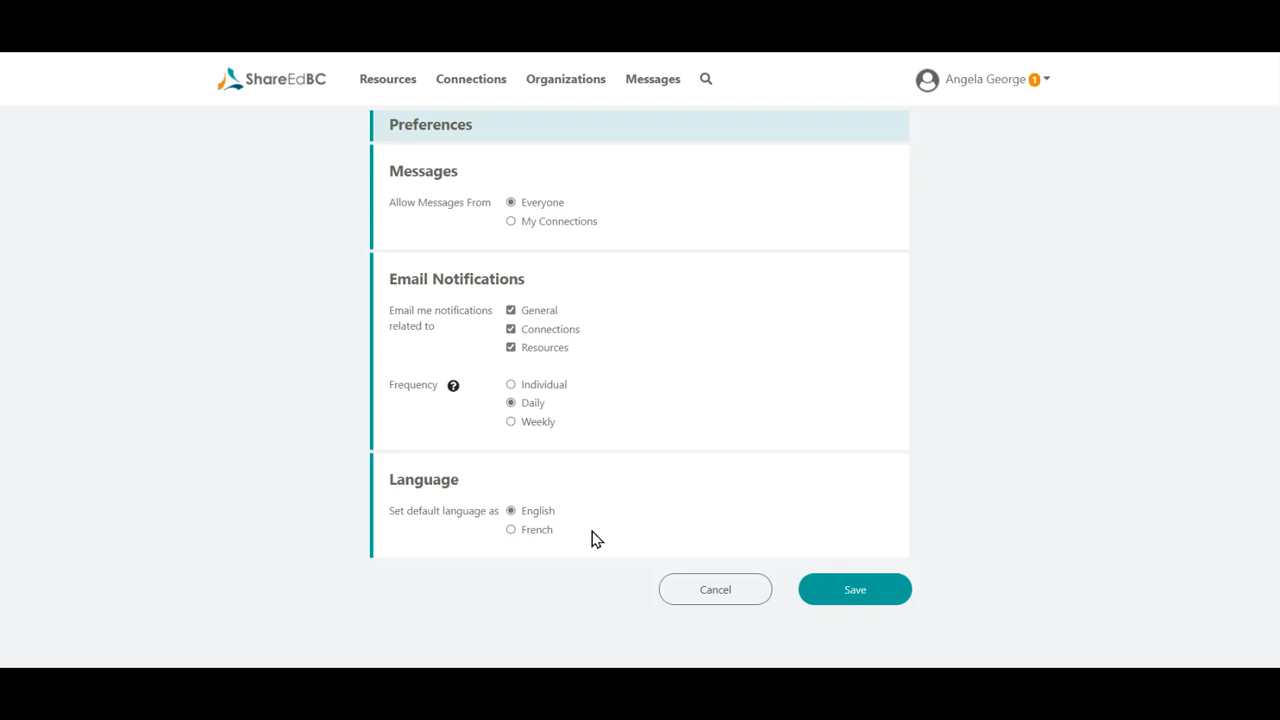 ShareEdBC Resources Connections Organizations Messages Angela George 1
Preferences
Messages
Allow Messages From Everyone
My Connections
Email Notifications
Email me notifications related to General
Connections
Resources
Frequency ? Individual
Daily
Weekly
Language
Set default language as English
French
Cancel Save